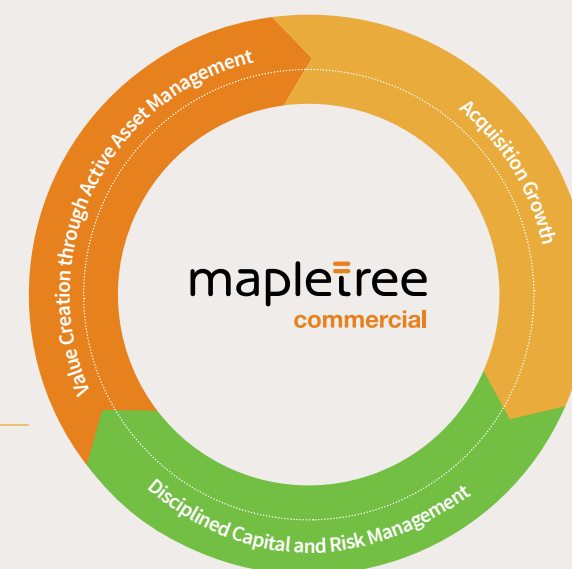 Value Creation through Active Asset Management
Acquisition Growth
mapletree
commercial
Disciplined Capital and Risk Management